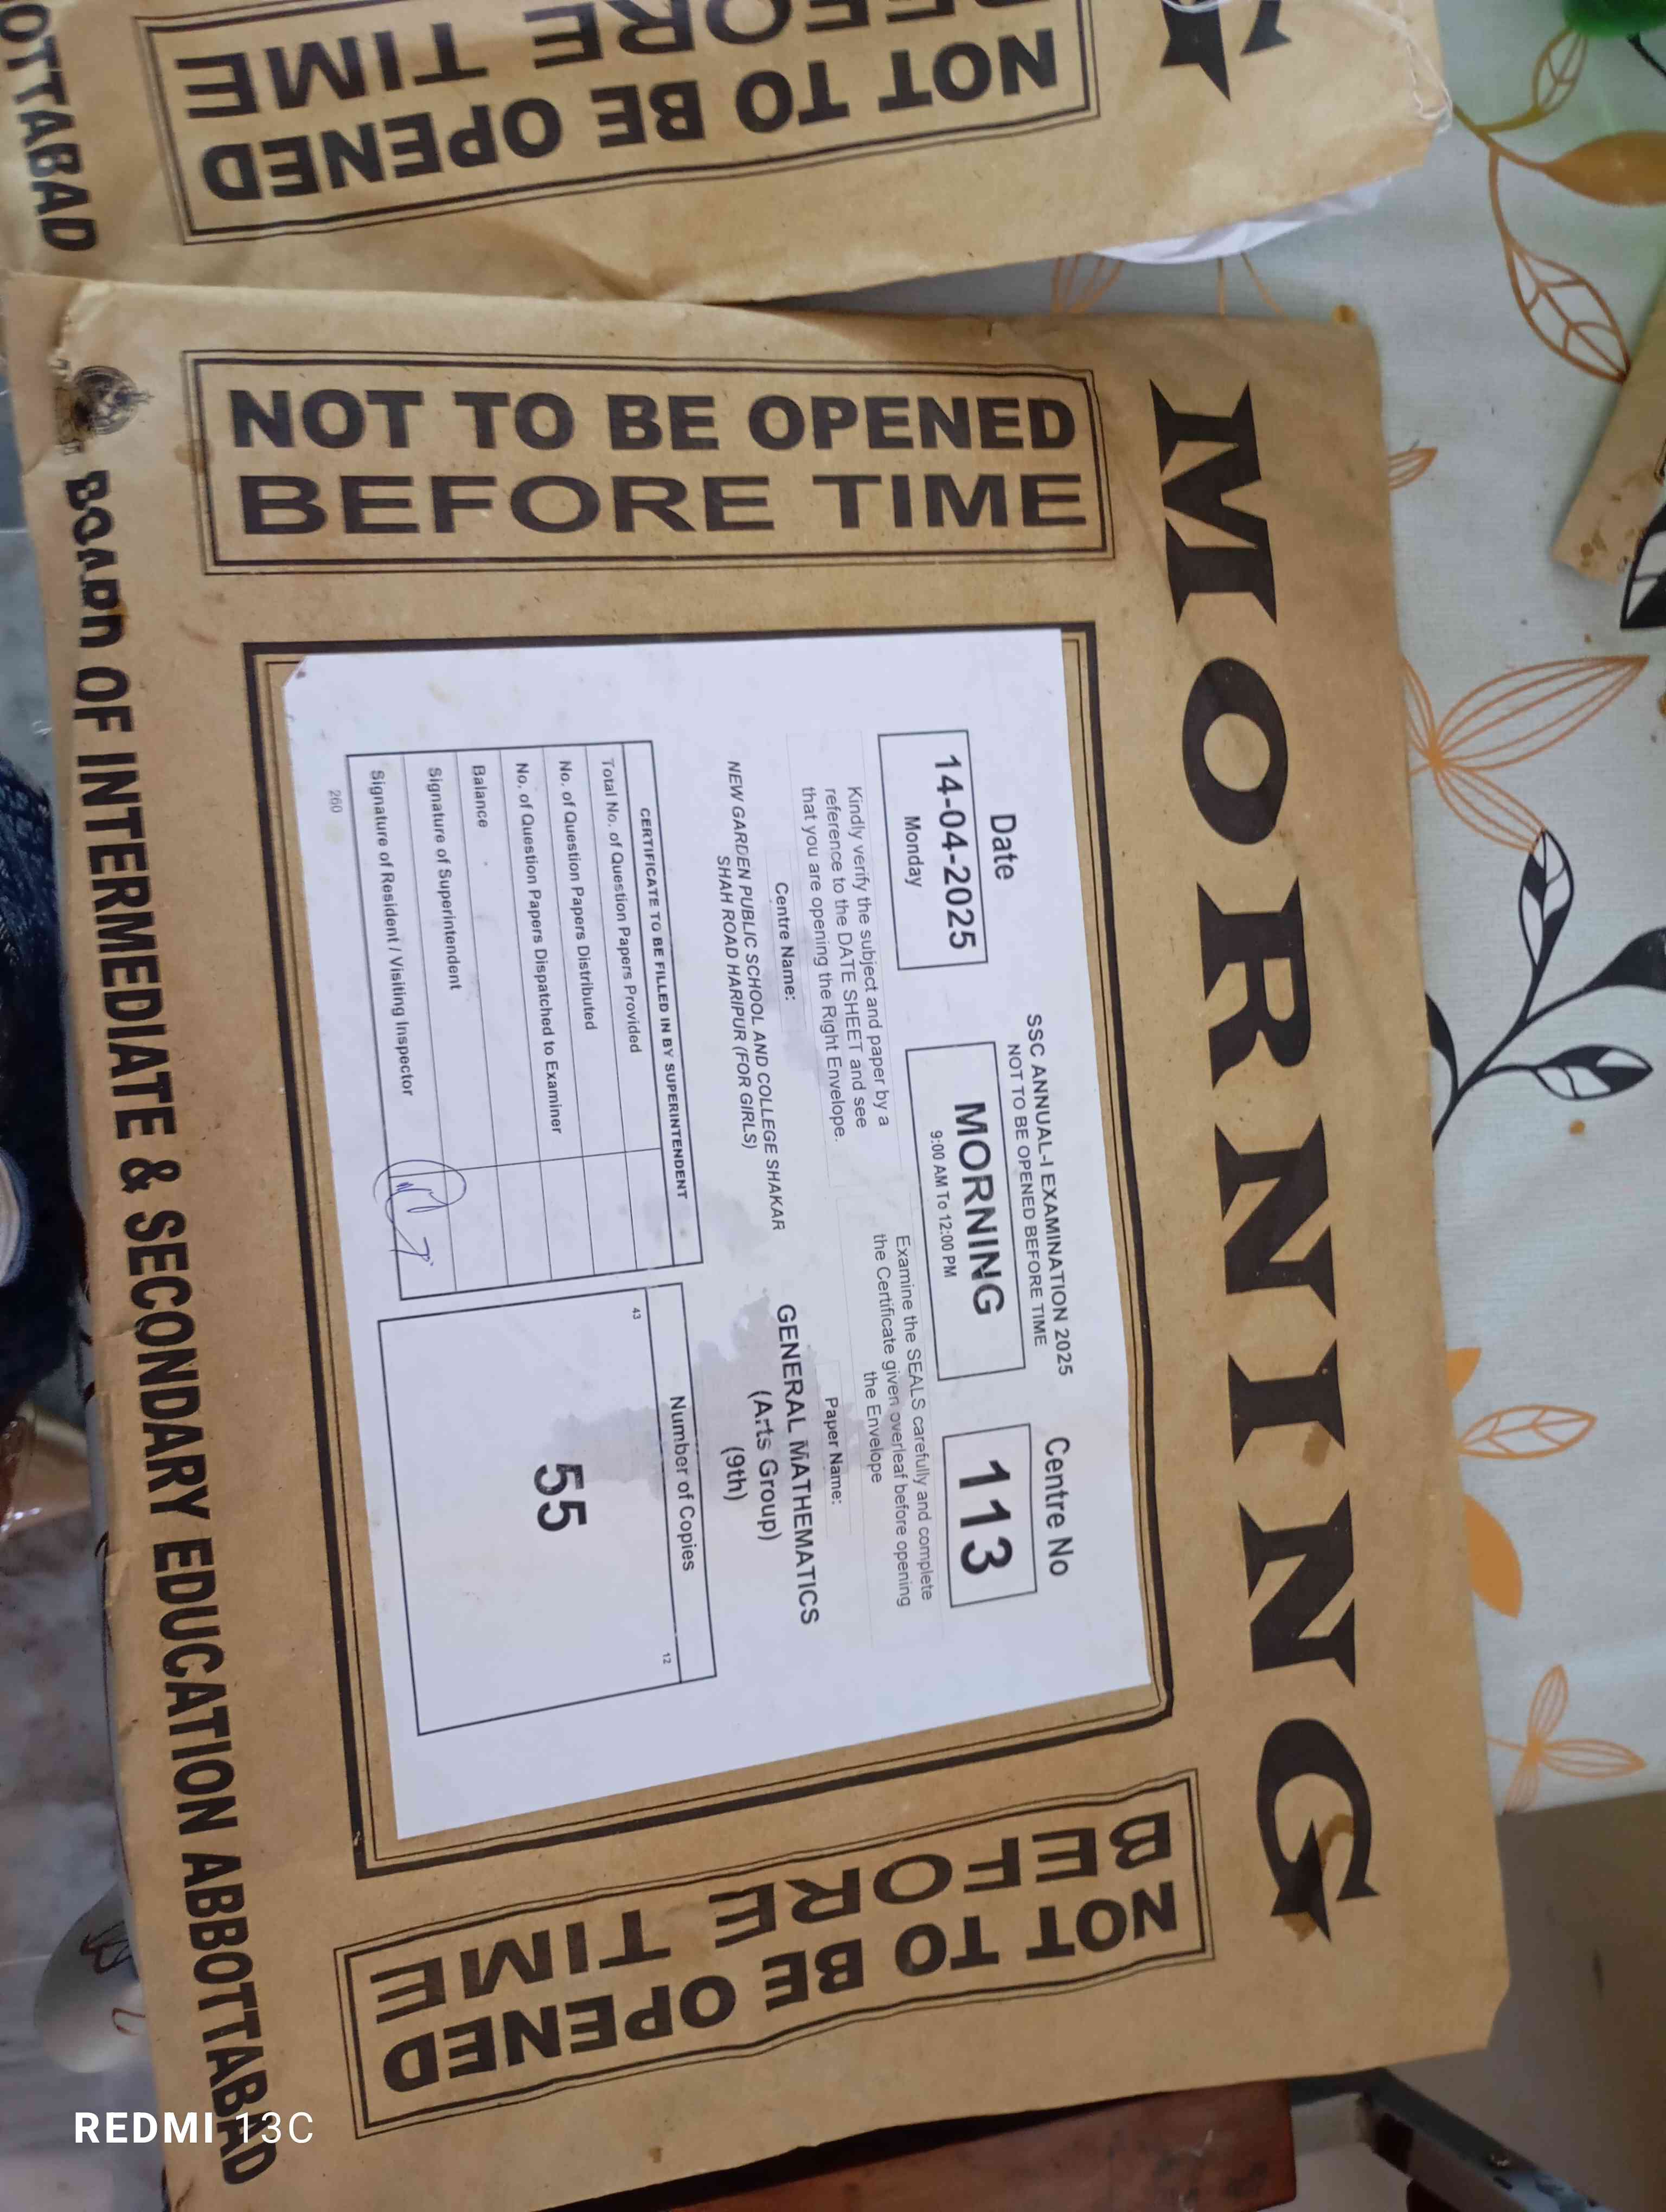 OTTABAD
NOT TO BE OPENED
BEFORE TIME
MORNING
NOT TO BE OPENED
BEFORE TIME
SSC ANNUAL-I EXAMINATION 2025
NOT TO BE OPENED BEFORE TIME
Date
14-04-2025
Monday
MORNING
9:00 AM To 12:00 PM
Centre No
113
Kindly verify the subject and paper by a
reference to the DATE SHEET and see
that you are opening the Right Envelope.
Examine the SEALS carefully and complete
the Certificate given overleaf before opening
the Envelope
Centre Name:
NEW GARDEN PUBLIC SCHOOL AND COLLEGE SHAKAR
SHAH ROAD HARIPUR (FOR GIRLS)
Paper Name:
GENERAL MATHEMATICS
(Arts Group)
(9th)
CERTIFICATE TO BE FILLED IN BY SUPERINTENDENT
Total No. of Question Papers Provided
No. of Question Papers Distributed
No. of Question Papers Dispatched to Examiner
Balance
Signature of Superintendent
Signature of Resident / Visiting Inspector
260
Number of Copies
43
12
55
NOT TO BE OPENED
BEFORE TIME
BOARD OF INTERMEDIATE & SECONDARY EDUCATION ABBOTTABAD
REDMI 13C